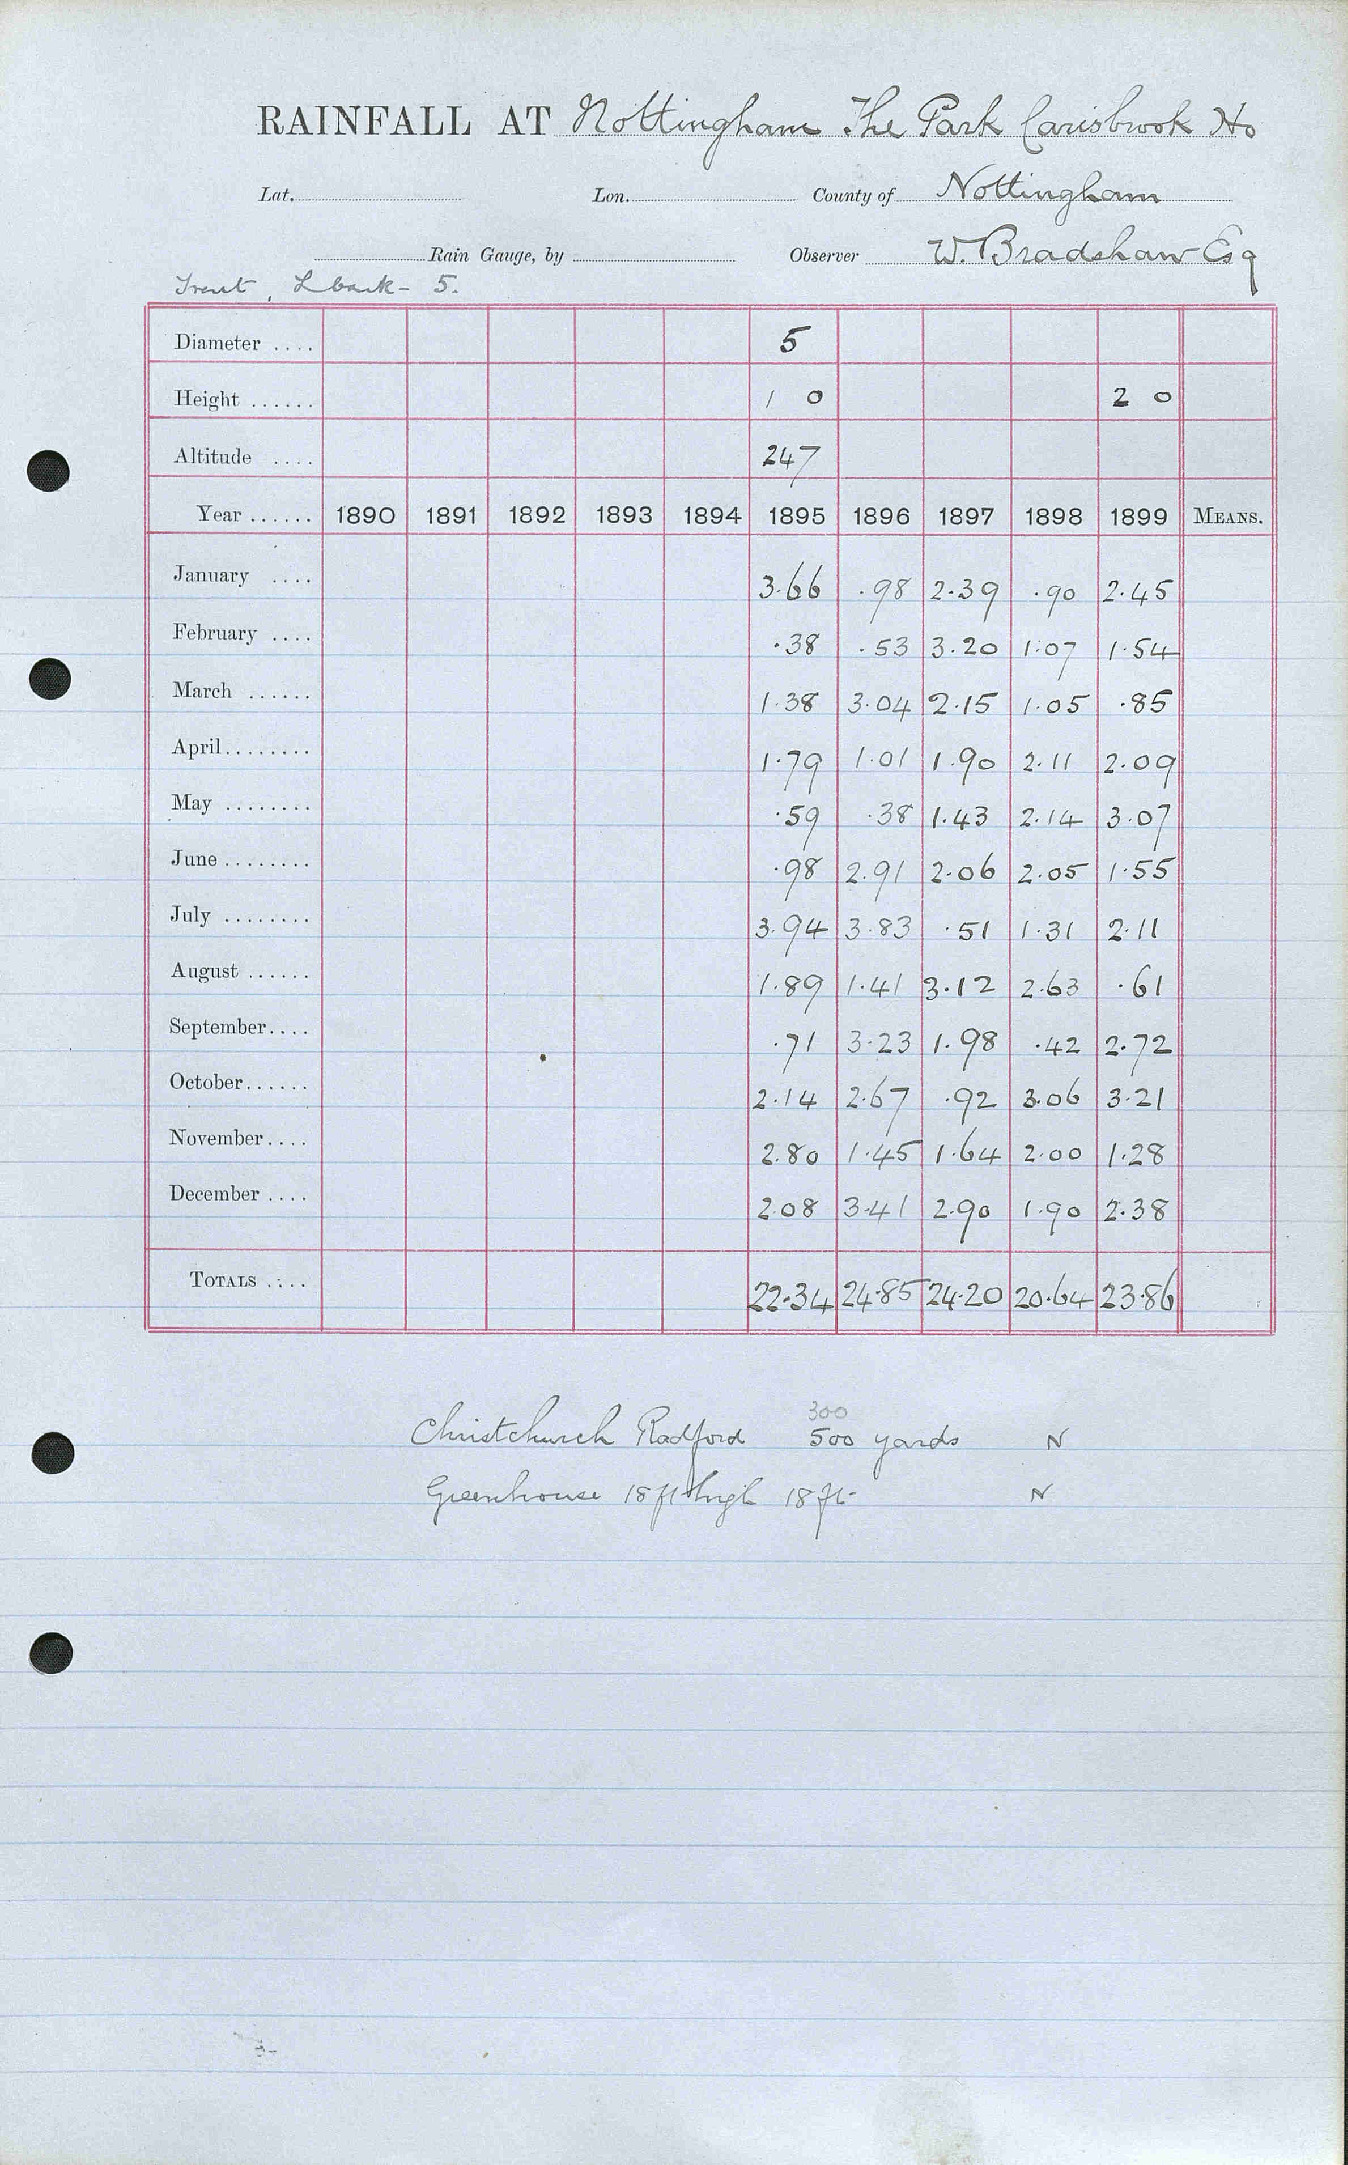 RAINFALL AT Nottingham The Park Carisbrook Ho
Lat. Lon. County of Nottingham
Rain Gauge, by Observer W. Bradshaw Esq
Trent, L bank - 5.
Diameter .... 5
Height ...... 1 0 2 0
Altitude .... 247
Year ...... 1890 1891 1892 1893 1894 1895 1896 1897 1898 1899 MEANS.
January .... 3.66 .98 2.39 .90 2.45
February .... .38 .53 3.20 1.07 1.54
March ...... 1.38 3.04 2.15 1.05 .85
April........ 1.79 1.01 1.90 2.11 2.09
May ........ .59 .38 1.43 2.14 3.07
June ........ .98 2.91 2.06 2.05 1.55
July ........ 3.94 3.83 .51 1.31 2.11
August ...... 1.89 1.41 3.12 2.63 .61
September.... .71 3.23 1.98 .42 2.72
October...... 2.14 2.67 .92 3.06 3.21
November.... 2.80 1.45 1.64 2.00 1.28
December .... 2.08 3.41 2.90 1.90 2.38
TOTALS .... 22.34 24.85 24.20 20.64 23.86
300
Christchurch Radford 500 yards N
Greenhouse 18 ft high 18 ft N